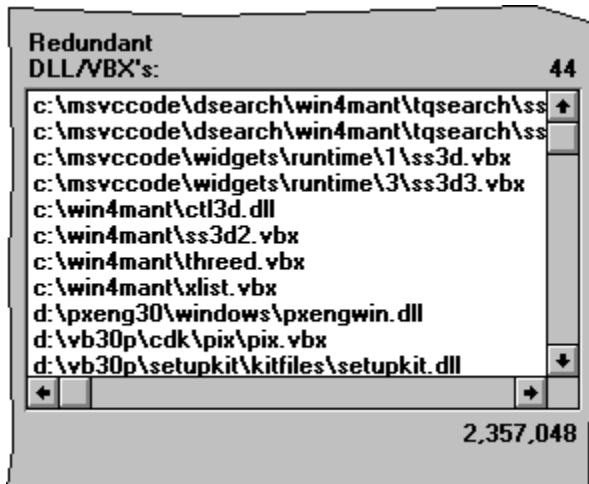 Redundant
DLL/VBX's: 44
c:\msvccode\dsearch\win4mant\tqsearch\ss
c:\msvccode\dsearch\win4mant\tqsearch\ss
c:\msvccode\widgets\runtime\1\ss3d.vbx
c:\msvccode\widgets\runtime\3\ss3d3.vbx
c:\win4mant\ctl3d.dll
c:\win4mant\ss3d2.vbx
c:\win4mant\threed.vbx
c:\win4mant\xlist.vbx
d:\pxeng30\windows\pxengwin.dll
d:\vb30p\cdk\pix\pix.vbx
d:\vb30p\setupkit\kitfiles\setupkit.dll
2,357,048